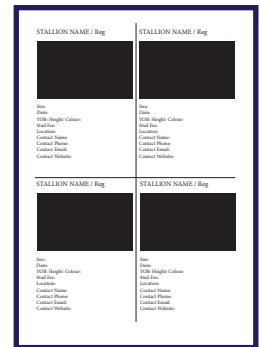 STALLION NAME / Reg
Sire:
Dam:
YOB: Height: Colour:
Stud Fee:
Location:
Contact Name:
Contact Phone:
Contact Email:
Contact Website:
STALLION NAME / Reg
Sire:
Dam:
YOB: Height: Colour:
Stud Fee:
Location:
Contact Name:
Contact Phone:
Contact Email:
Contact Website:
STALLION NAME / Reg
Sire:
Dam:
YOB: Height: Colour:
Stud Fee:
Location:
Contact Name:
Contact Phone:
Contact Email:
Contact Website:
STALLION NAME / Reg
Sire:
Dam:
YOB: Height: Colour:
Stud Fee:
Location:
Contact Name:
Contact Phone:
Contact Email:
Contact Website: